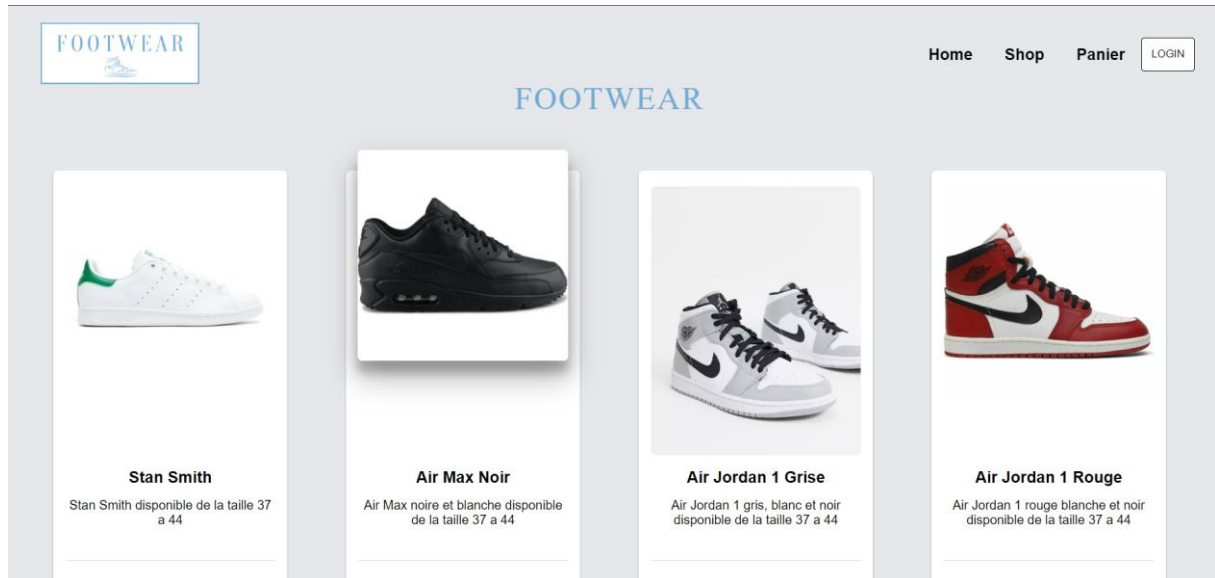 FOOTWEAR
Home Shop Panier LOGIN
FOOTWEAR
Stan Smith
Stan Smith disponible de la taille 37
a 44
Air Max Noir
Air Max noire et blanche disponible
de la taille 37 a 44
Air Jordan 1 Grise
Air Jordan 1 gris, blanc et noir
disponible de la taille 37 a 44
Air Jordan 1 Rouge
Air Jordan 1 rouge blanche et noir
disponible de la taille 37 a 44